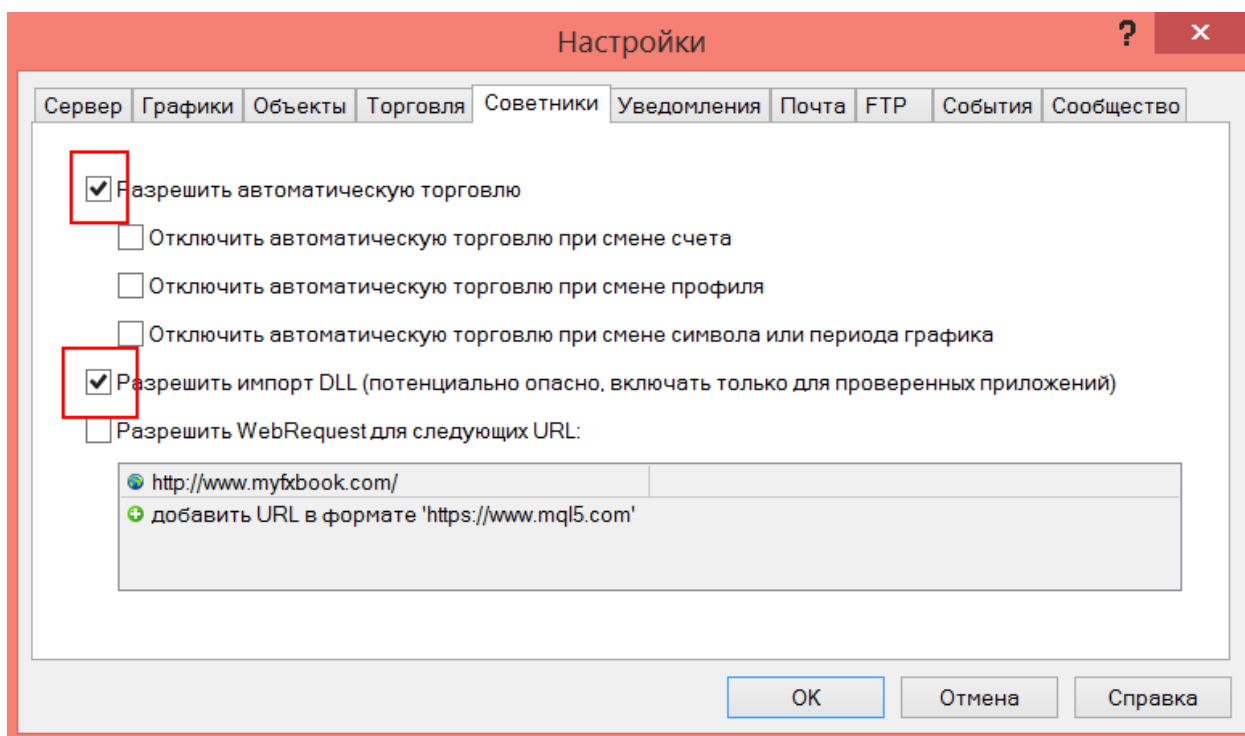 Настройки
? ×
Сервер Графики Объекты Торговля Советники Уведомления Почта FTP События Сообщество
Разрешить автоматическую торговлю
Отключить автоматическую торговлю при смене счета
Отключить автоматическую торговлю при смене профиля
Отключить автоматическую торговлю при смене символа или периода графика
Разрешить импорт DLL (потенциально опасно, включать только для проверенных приложений)
Разрешить WebRequest для следующих URL:
http://www.myfxbook.com/
добавить URL в формате 'https://www.mql5.com'
OK Отмена Справка